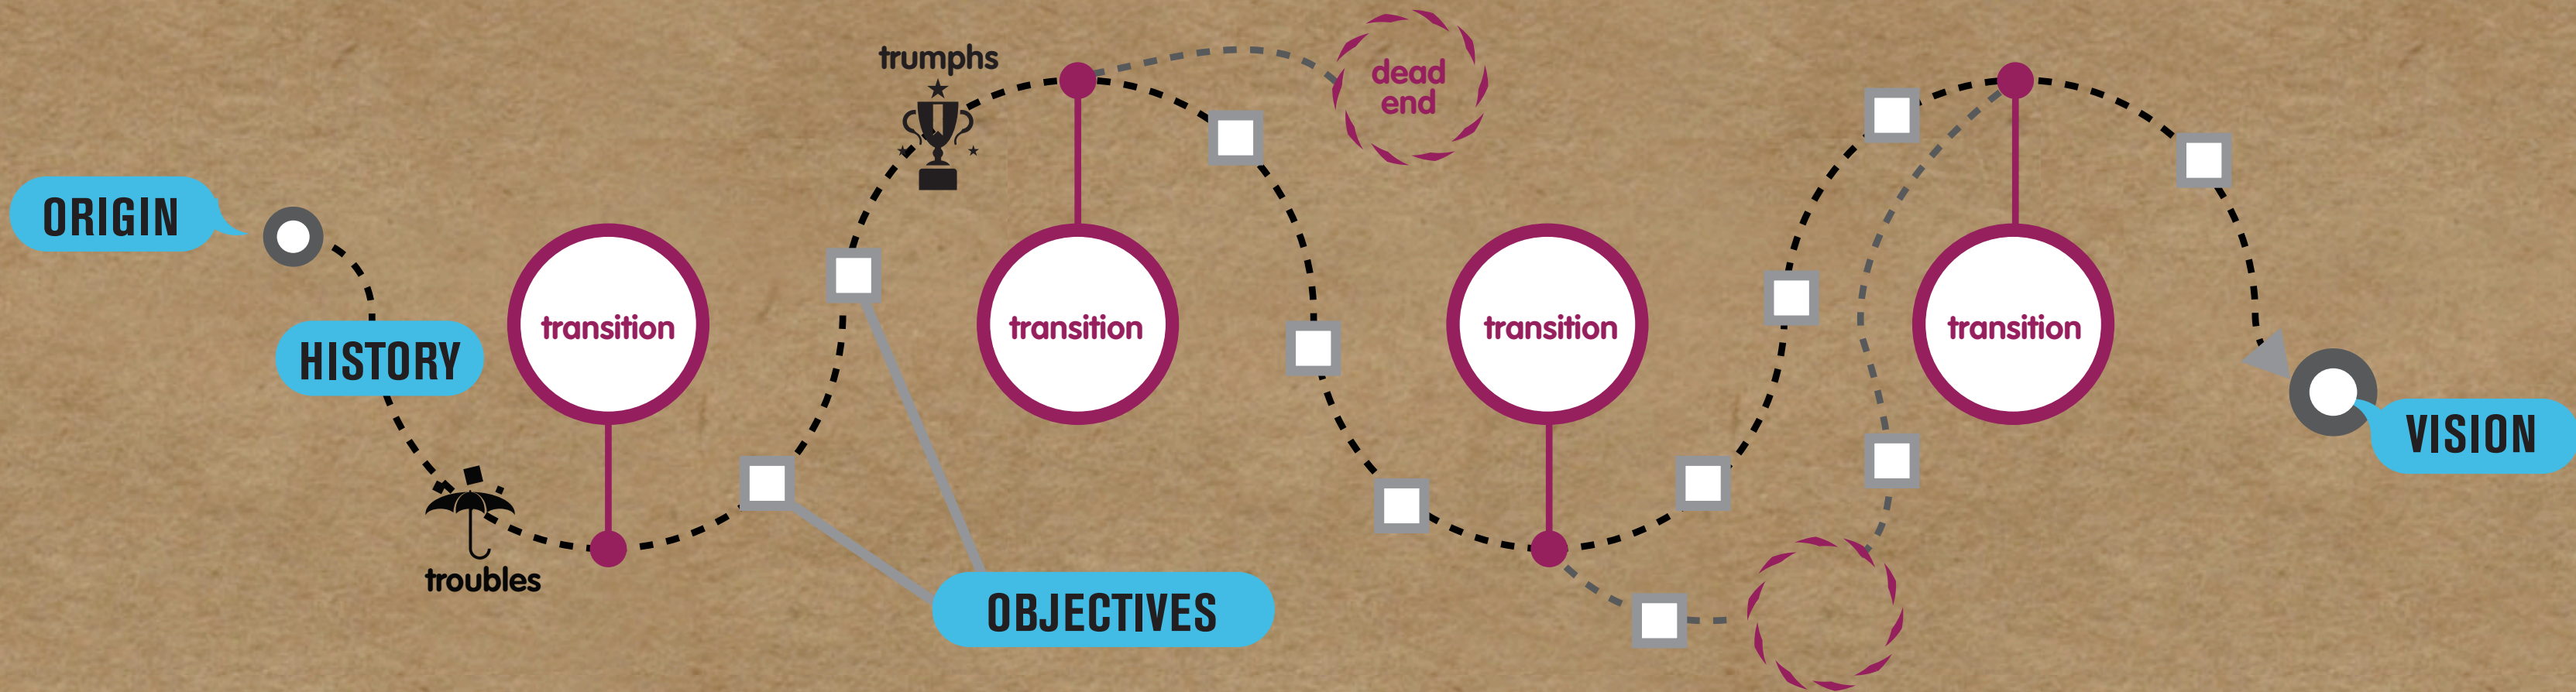 ORIGIN
HISTORY
troubles
transition
trumphs
transition
OBJECTIVES
dead
end
transition
transition
VISION